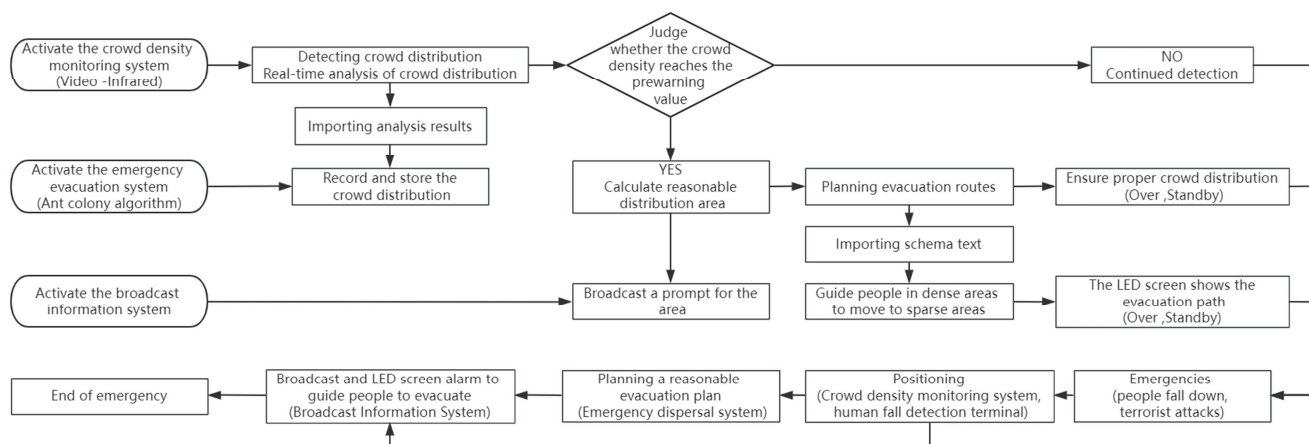 Activate the crowd density
monitoring system
(Video -Infrared)
Detecting crowd distribution
Real-time analysis of crowd distribution
Judge
whether the crowd
density reaches the
prewarning
value
NO
Continued detection
Importing analysis results
Activate the emergency
evacuation system
(Ant colony algorithm)
Record and store the
crowd distribution
YES
Calculate reasonable
distribution area
Planning evacuation routes
Ensure proper crowd distribution
(Over ,Standby)
Importing schema text
Activate the broadcast
information system
Broadcast a prompt for the
area
Guide people in dense areas
to move to sparse areas
The LED screen shows the
evacuation path
(Over ,Standby)
End of emergency
Broadcast and LED screen alarm to
guide people to evacuate
(Broadcast Information System)
Planning a reasonable
evacuation plan
(Emergency dispersal system)
Positioning
(Crowd density monitoring system,
human fall detection terminal)
Emergencies
(people fall down,
terrorist attacks)